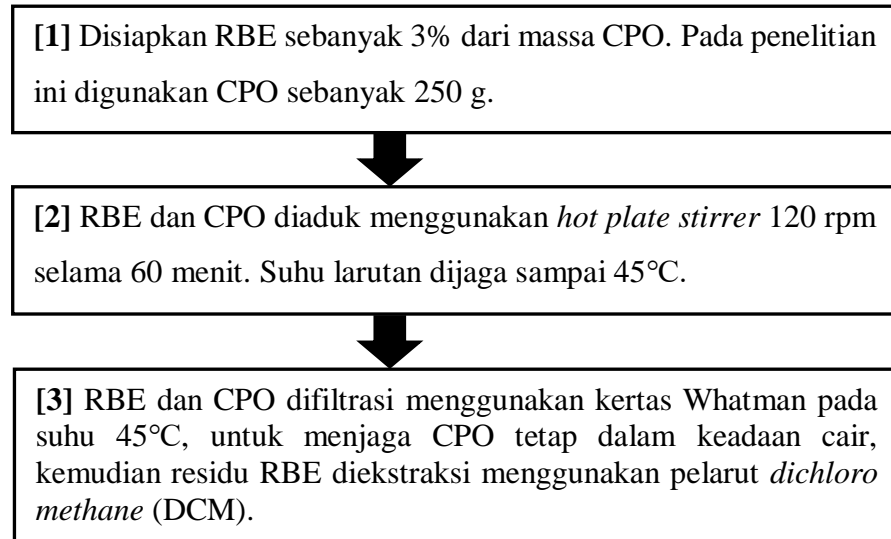 [1] Disiapkan RBE sebanyak 3% dari massa CPO. Pada penelitian
ini digunakan CPO sebanyak 250 g.
[2] RBE dan CPO diaduk menggunakan hot plate stirrer 120 rpm
selama 60 menit. Suhu larutan dijaga sampai 45°C.
[3] RBE dan CPO difiltrasi menggunakan kertas Whatman pada
suhu 45°C, untuk menjaga CPO tetap dalam keadaan cair,
kemudian residu RBE diekstraksi menggunakan pelarut dichloro
methane (DCM).